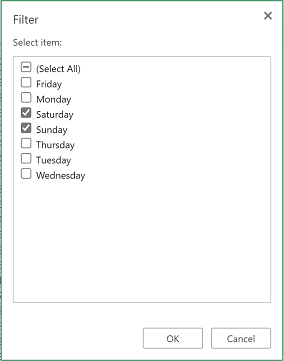 Filter
Select item:
(Select All)
Friday
Monday
Saturday
Sunday
Thursday
Tuesday
Wednesday
OK Cancel